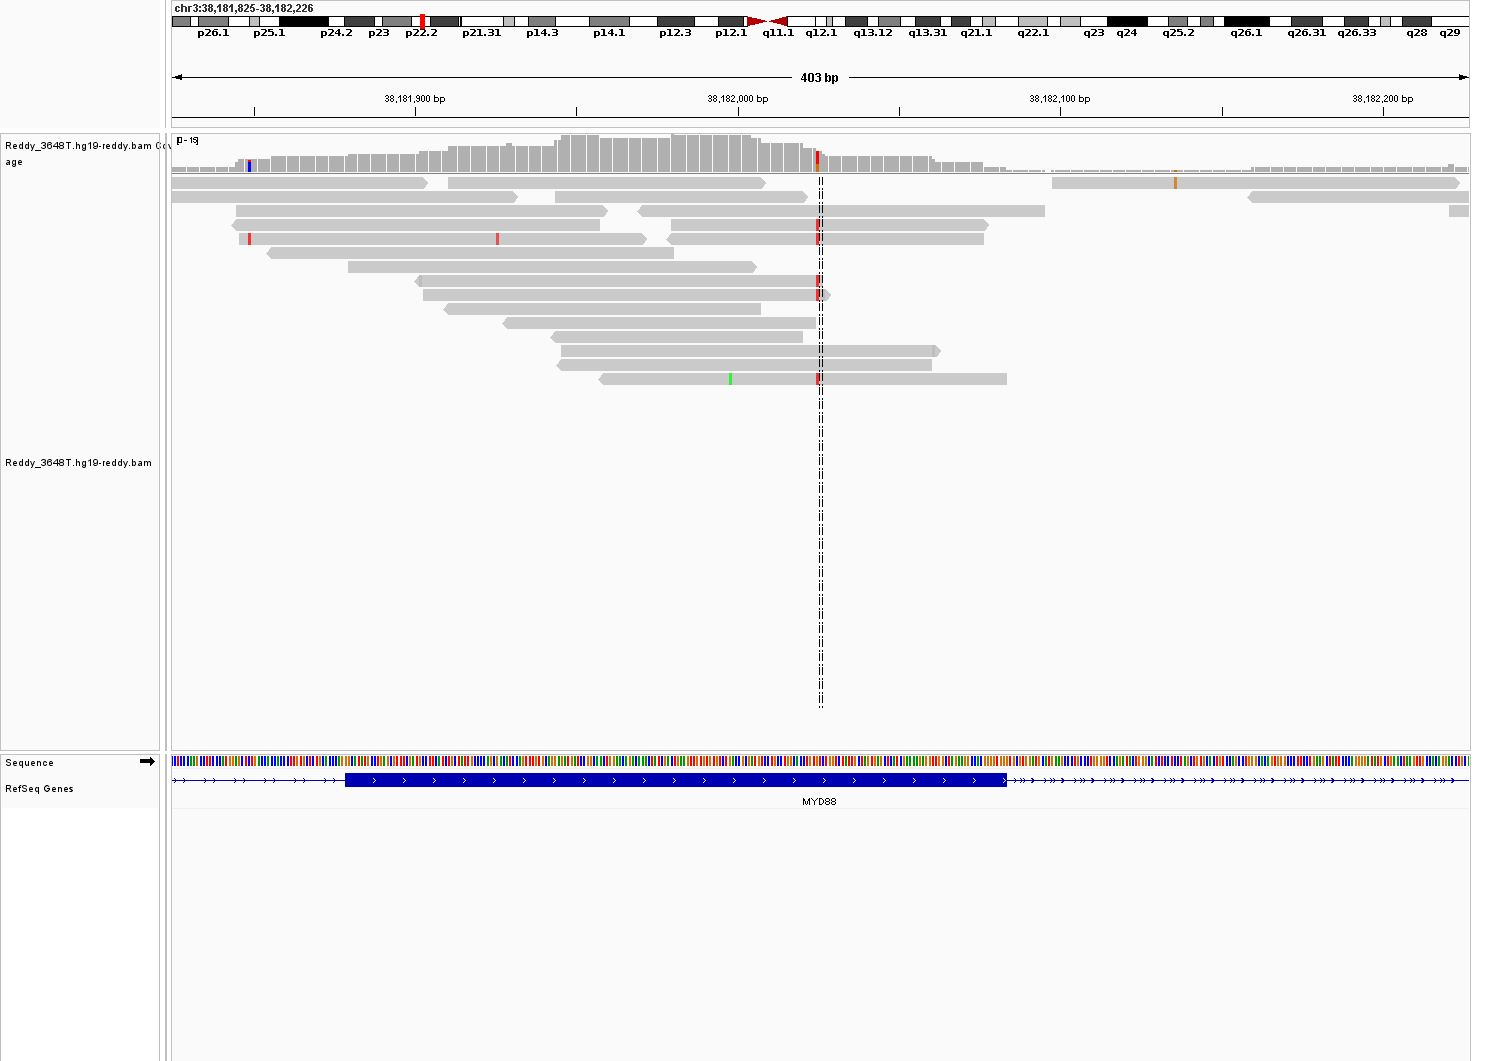 chr3:38,181,825-38,182,226
p26.1 p25.1 p24.2 p23 p22.2 p21.31 p14.3 p14.1 p12.3 p12.1 q11.1 q12.1 q13.12 q13.31 q21.1 q22.1 q23 q24 q25.2 q26.1 q26.31 q26.33 q28 q29
403 bp
38,181,900 bp 38,182,000 bp 38,182,100 bp 38,182,200 bp
[0 - 19]
Reddy_3648T.hg19-reddy.bam Cov
age
Reddy_3648T.hg19-reddy.bam
Sequence
RefSeq Genes
MYD88